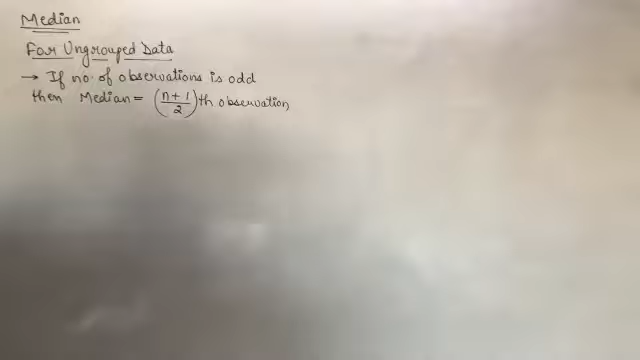 Median
For Ungrouped Data
→ If no. of observations is odd
then Median = (n+1/2)th observation